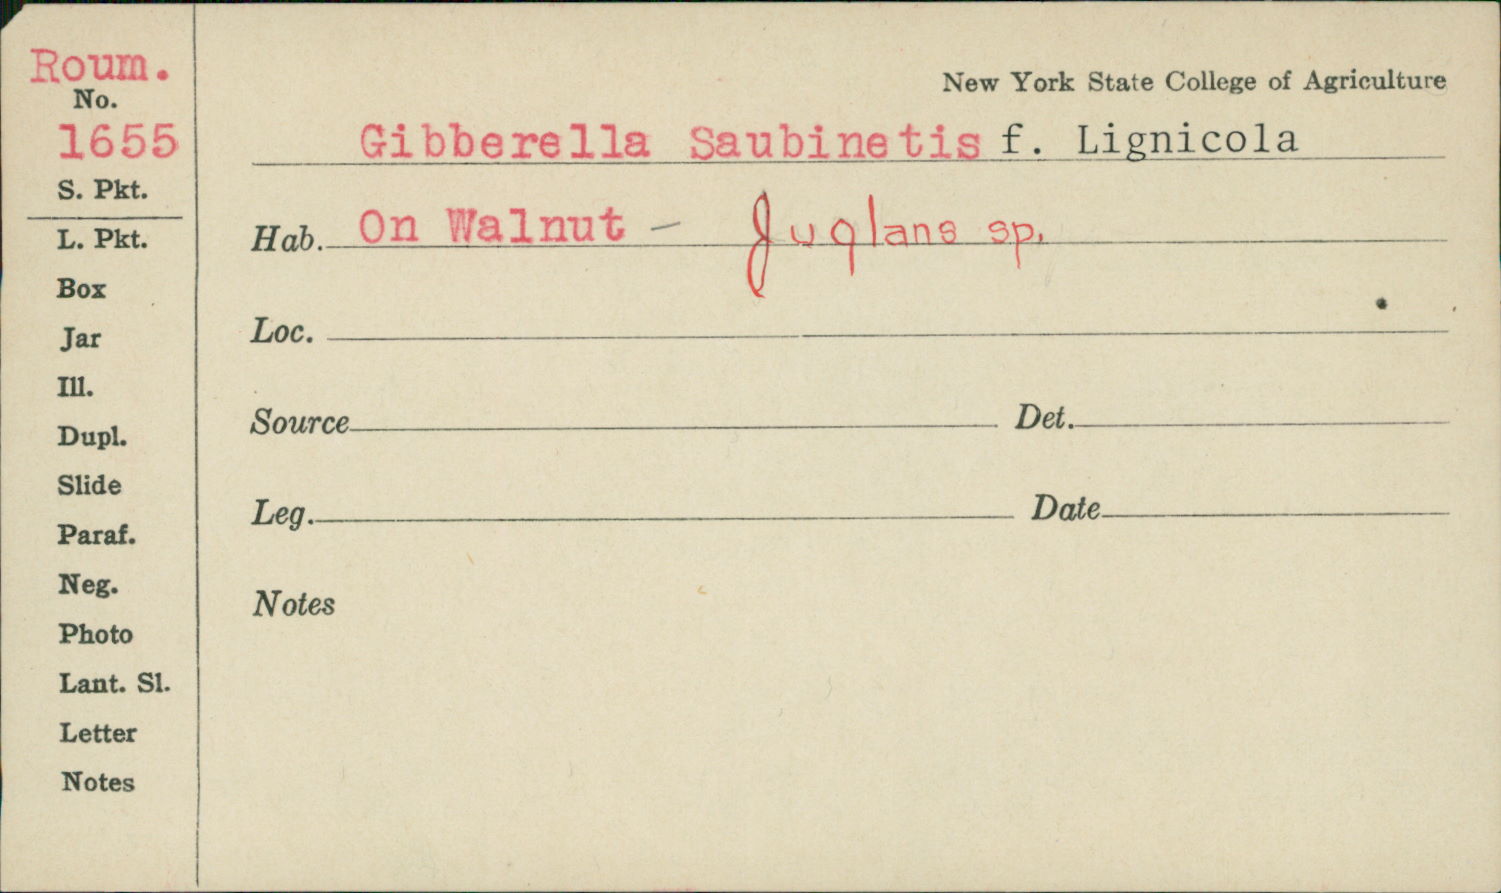 Roum.
No.
1655
S. Pkt.
L. Pkt.
Box
Jar
Ill.
Dupl.
Slide
Paraf.
Neg.
Photo
Lant. Sl.
Letter
Notes
New York State College of Agriculture
Gibberella Saubinetis f. Lignicola
Hab. On Walnut - Juglans sp.
Loc.
Source Det.
Leg. Date
Notes